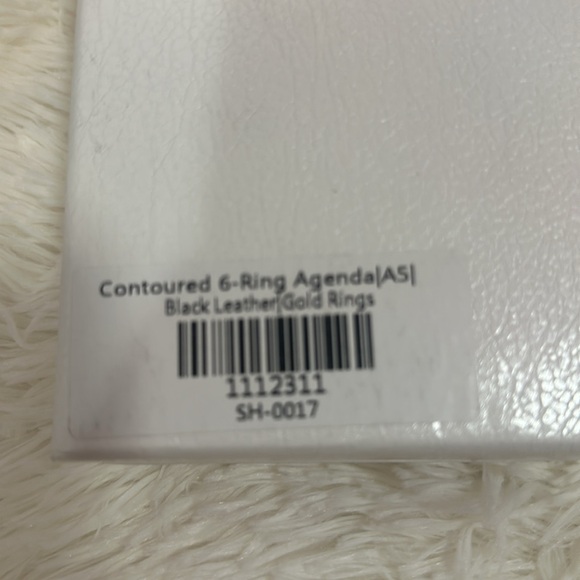 Contoured 6-Ring Agenda|A5|
Black Leather|Gold Rings
1112311
SH-0017